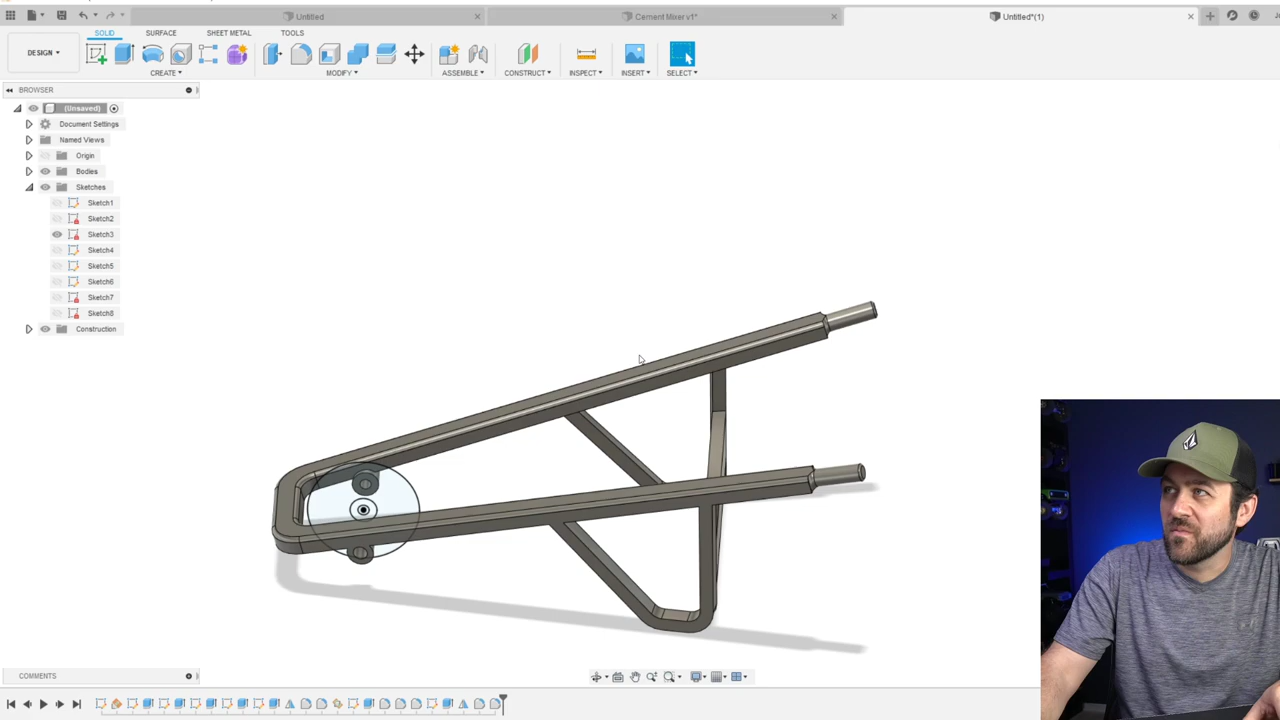 Untitled
Cement Mixer v1*
Untitled*(1)
SOLID
SURFACE
SHEET METAL
TOOLS
DESIGN
CREATE
MODIFY
ASSEMBLE
CONSTRUCT
INSPECT
INSERT
SELECT
BROWSER
(Unsaved)
Document Settings
Named Views
Origin
Bodies
Sketches
Sketch1
Sketch2
Sketch3
Sketch4
Sketch5
Sketch6
Sketch7
Sketch8
Construction
COMMENTS